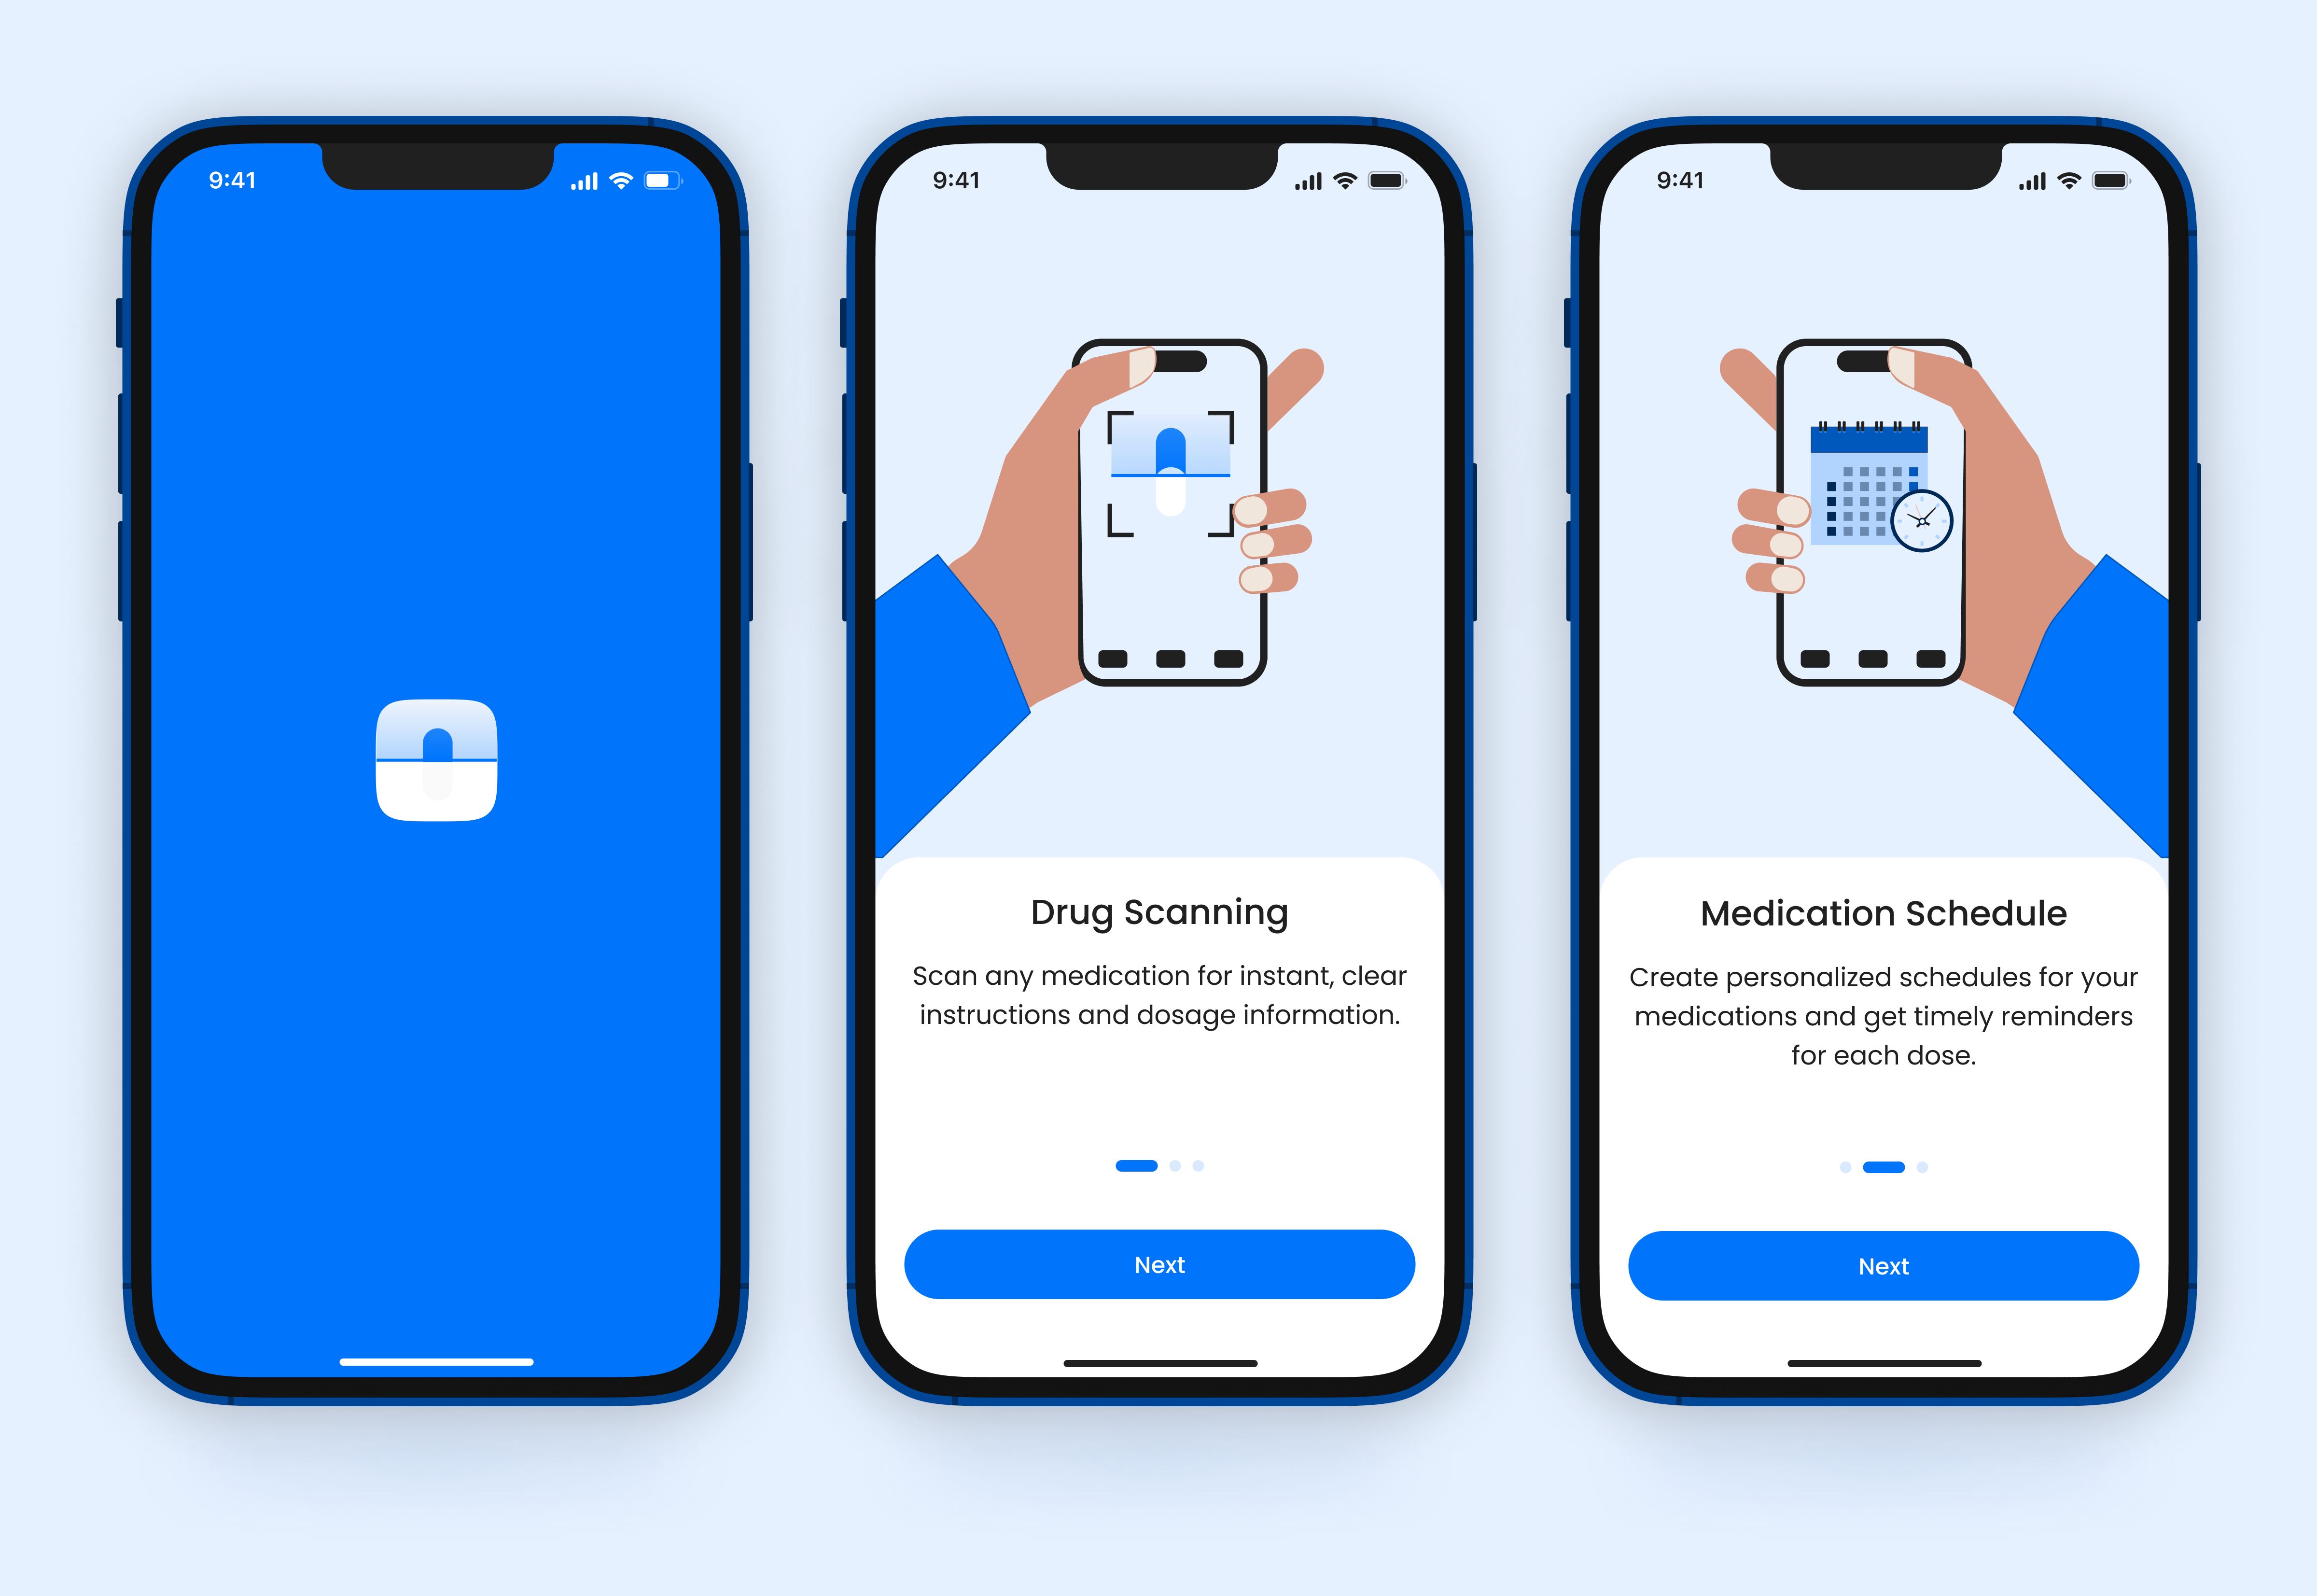 9:41
9:41
Drug Scanning
Scan any medication for instant, clear
instructions and dosage information.
Next
9:41
Medication Schedule
Create personalized schedules for your
medications and get timely reminders
for each dose.
Next